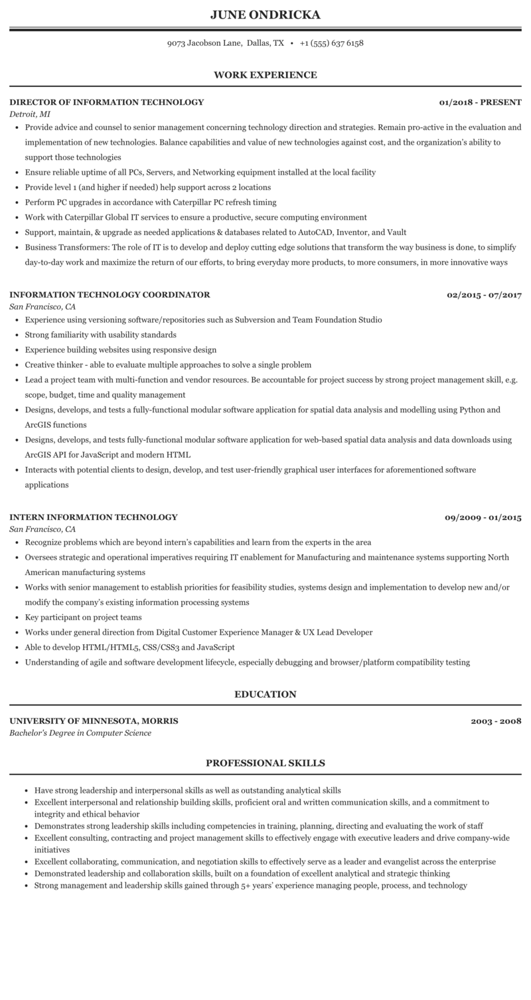 JUNE ONDRICKA
9073 Jacobson Lane, Dallas, TX • +1 (555) 637 6158
WORK EXPERIENCE
DIRECTOR OF INFORMATION TECHNOLOGY 01/2018 - PRESENT
Detroit, MI
• Provide advice and counsel to senior management concerning technology direction and strategies. Remain pro-active in the evaluation and
implementation of new technologies. Balance capabilities and value of new technologies against cost, and the organization’s ability to
support those technologies
• Ensure reliable uptime of all PCs, Servers, and Networking equipment installed at the local facility
• Provide level 1 (and higher if needed) help support across 2 locations
• Perform PC upgrades in accordance with Caterpillar PC refresh timing
• Work with Caterpillar Global IT services to ensure a productive, secure computing environment
• Support, maintain, & upgrade as needed applications & databases related to AutoCAD, Inventor, and Vault
• Business Transformers: The role of IT is to develop and deploy cutting edge solutions that transform the way business is done, to simplify
day-to-day work and maximize the return of our efforts, to bring everyday more products, to more consumers, in more innovative ways
INFORMATION TECHNOLOGY COORDINATOR 02/2015 - 07/2017
San Francisco, CA
• Experience using versioning software/repositories such as Subversion and Team Foundation Studio
• Strong familiarity with usability standards
• Experience building websites using responsive design
• Creative thinker - able to evaluate multiple approaches to solve a single problem
• Lead a project team with multi-function and vendor resources. Be accountable for project success by strong project management skill, e.g.
scope, budget, time and quality management
• Designs, develops, and tests a fully-functional modular software application for spatial data analysis and modelling using Python and
ArcGIS functions
• Designs, develops, and tests fully-functional modular software application for web-based spatial data analysis and data downloads using
ArcGIS API for JavaScript and modern HTML
• Interacts with potential clients to design, develop, and test user-friendly graphical user interfaces for aforementioned software
applications
INTERN INFORMATION TECHNOLOGY 09/2009 - 01/2015
San Francisco, CA
• Recognize problems which are beyond intern’s capabilities and learn from the experts in the area
• Oversees strategic and operational imperatives requiring IT enablement for Manufacturing and maintenance systems supporting North
American manufacturing systems
• Works with senior management to establish priorities for feasibility studies, systems design and implementation to develop new and/or
modify the company’s existing information processing systems
• Key participant on project teams
• Works under general direction from Digital Customer Experience Manager & UX Lead Developer
• Able to develop HTML/HTML5, CSS/CSS3 and JavaScript
• Understanding of agile and software development lifecycle, especially debugging and browser/platform compatibility testing
EDUCATION
UNIVERSITY OF MINNESOTA, MORRIS 2003 - 2008
Bachelor's Degree in Computer Science
PROFESSIONAL SKILLS
• Have strong leadership and interpersonal skills as well as outstanding analytical skills
• Excellent interpersonal and relationship building skills, proficient oral and written communication skills, and a commitment to
integrity and ethical behavior
• Demonstrates strong leadership skills including competencies in training, planning, directing and evaluating the work of staff
• Excellent consulting, contracting and project management skills to effectively engage with executive leaders and drive company-wide
initiatives
• Excellent collaborating, communication, and negotiation skills to effectively serve as a leader and evangelist across the enterprise
• Demonstrated leadership and collaboration skills, built on a foundation of excellent analytical and strategic thinking
• Strong management and leadership skills gained through 5+ years’ experience managing people, process, and technology